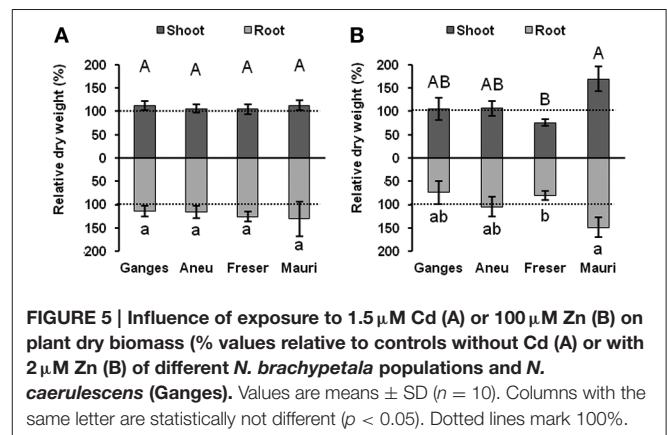 A
■Shoot ■Root
B
■Shoot ■Root
Relative dry weight (%)
200
150
100
50
0
50
100
150
200
A A A A
a a a a
Ganges Aneu Freser Mauri
Relative dry weight (%)
200
150
100
50
0
50
100
150
200
AB AB B A
ab ab b a
Ganges Aneu Freser Mauri
FIGURE 5 | Influence of exposure to 1.5 μM Cd (A) or 100 μM Zn (B) on
plant dry biomass (% values relative to controls without Cd (A) or with
2 μM Zn (B) of different N. brachypetala populations and N.
caerulescens (Ganges). Values are means ± SD (n = 10). Columns with the
same letter are statistically not different (p < 0.05). Dotted lines mark 100%.